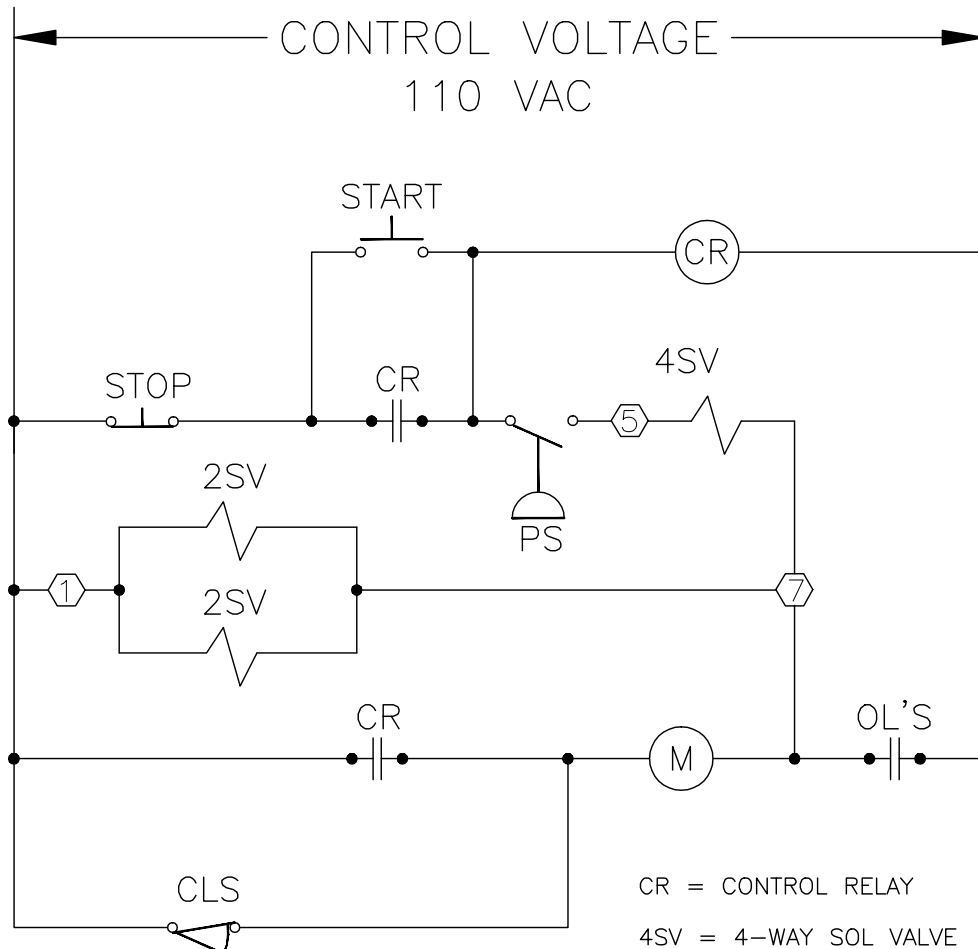 CONTROL VOLTAGE
110 VAC
START
CR
4SV
CR
STOP
5
2SV
PS
1
2SV
7
CR
OL'S
M
CLS
CR = CONTROL RELAY
4SV = 4-WAY SOL VALVE